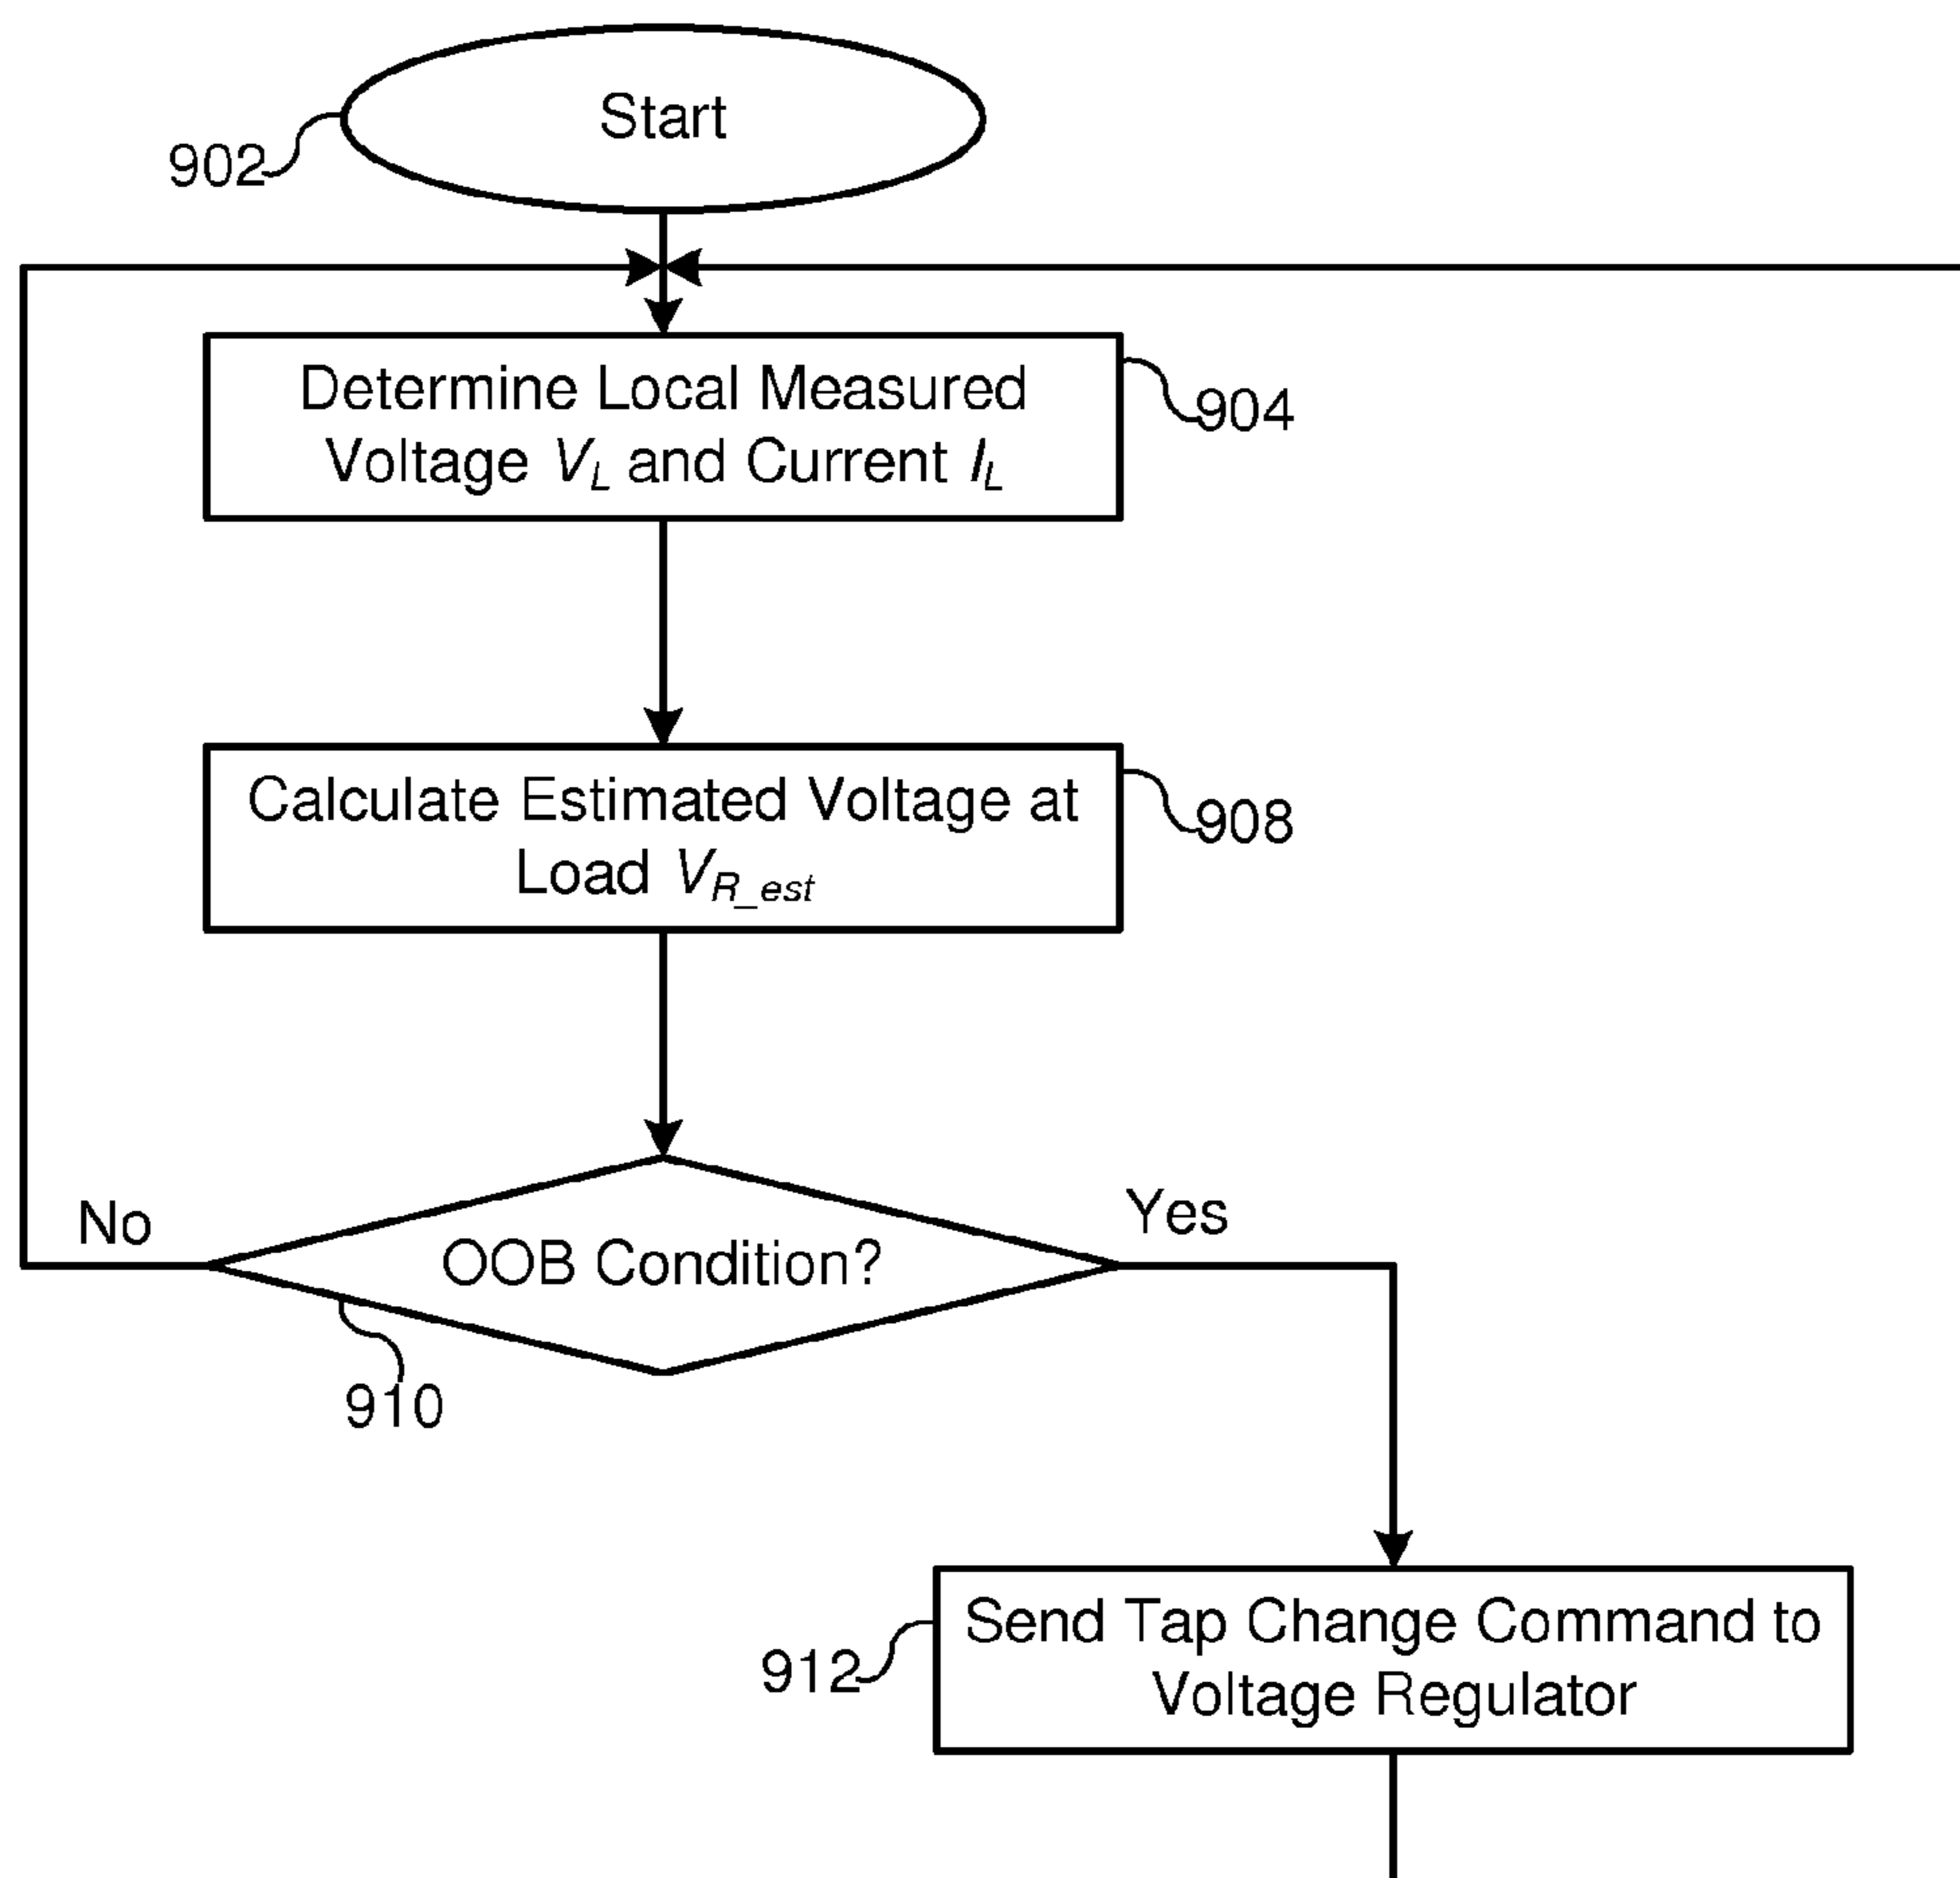 Start
902
Determine Local Measured
Voltage V_L and Current I_L
904
Calculate Estimated Voltage at
Load V_R_est
908
No
OOB Condition?
Yes
910
Send Tap Change Command to
Voltage Regulator
912